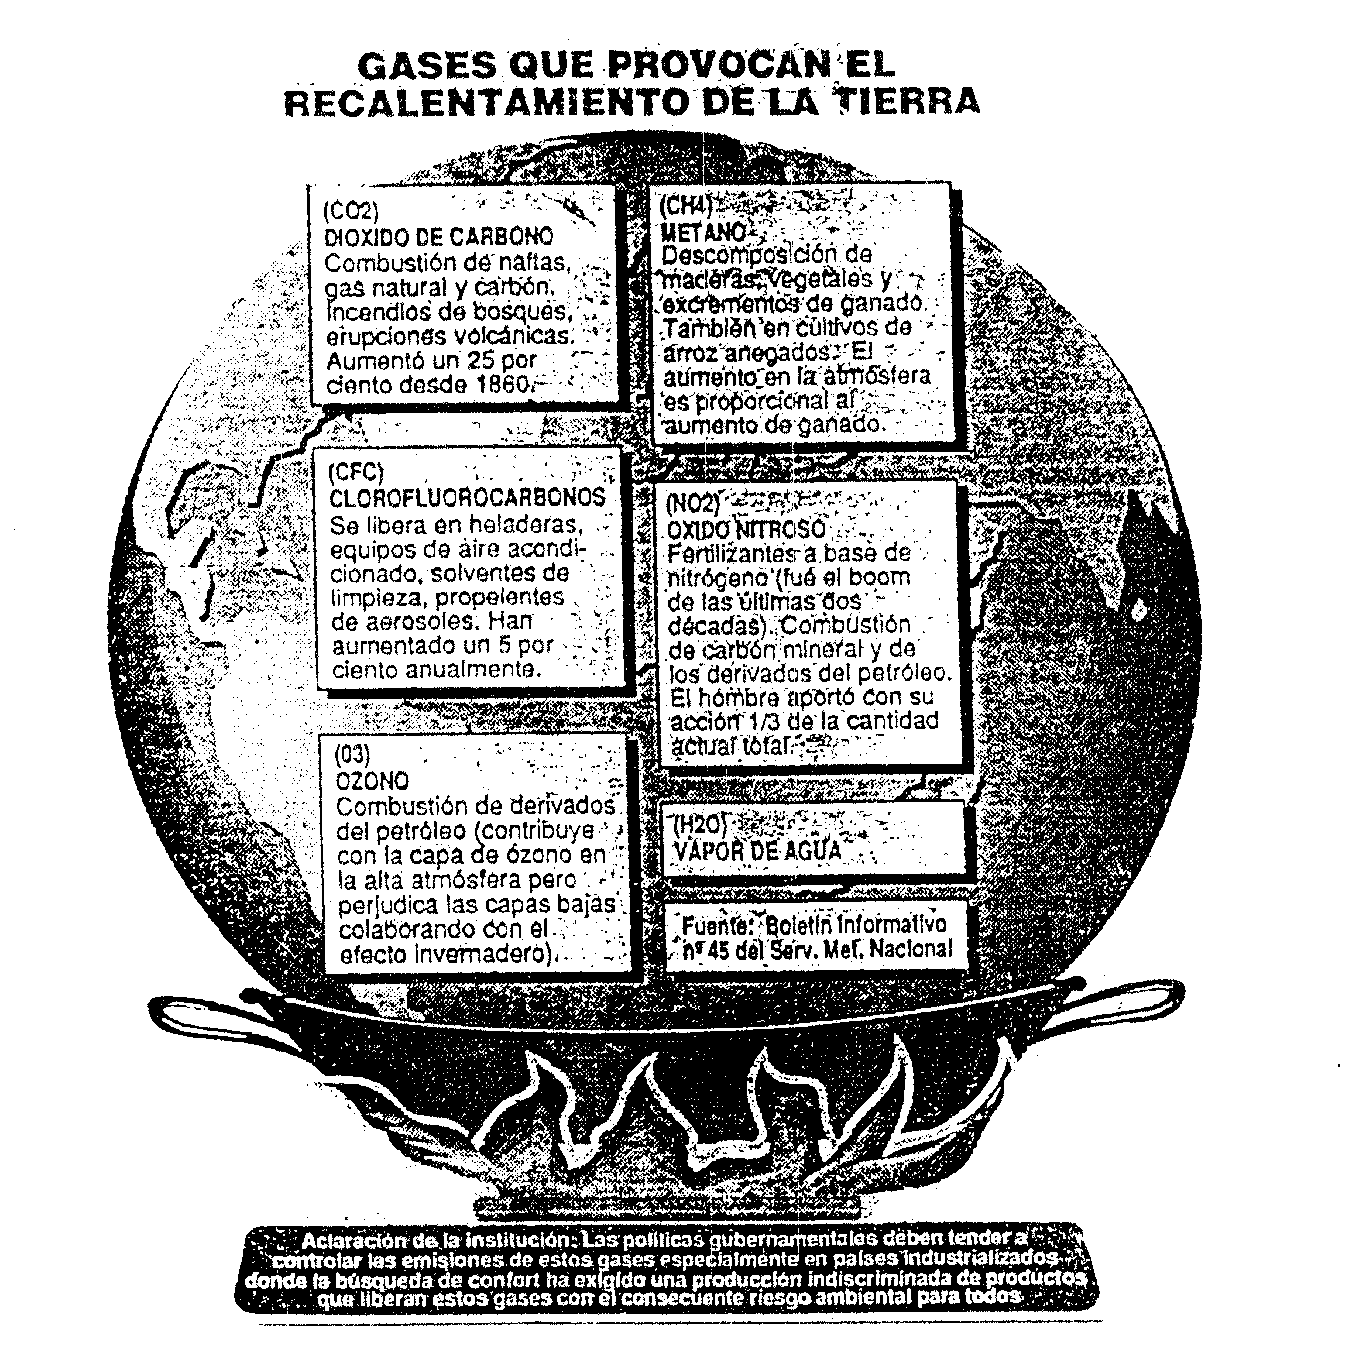 GASES QUE PROVOCAN EL
RECALENTAMIENTO DE LA TIERRA
(CO2)
DIOXIDO DE CARBONO
Combustión de naftas,
gas natural y carbón.
Incendios de bosques,
erupciones volcánicas.
Aumentó un 25 por
ciento desde 1860.
(CFC)
CLOROFLUOROCARBONOS
Se libera en heladeras,
equipos de aire acondi-
cionado, solventes de
limpieza, propelentes
de aerosoles. Han
aumentado un 5 por
ciento anualmente.
(03)
OZONO
Combustión de derivados
del petróleo (contribuye
con la capa de ózono en
la alta atmósfera pero
perjudica las capas bajas
colaborando con el
efecto invernadero).
(CH4)
METANO
Descomposición de
maderas, vegetales y
excrementos de ganado.
También en cultivos de
arroz anegados. El
aumento en la atmósfera
es proporcional al
aumento de ganado.
(NO2)
OXIDO NITROSO
Fertilizantes a base de
nitrógeno (fué el boom
de las últimas dos
décadas). Combustión
de carbón mineral y de
los derivados del petróleo.
El hombre aportó con su
acción 1/3 de la cantidad
actual total.
(H2O)
VAPOR DE AGUA
Fuente: Boletín Informativo
nº 45 del Serv. Met. Nacional
Aclaración de la institución: Las políticas gubernamentales deben tender a
controlar las emisiones de estos gases especialmente en países industrializados
donde la búsqueda de confort ha exigido una producción indiscriminada de productos
que liberan estos gases con el consecuente riesgo ambiental para todos